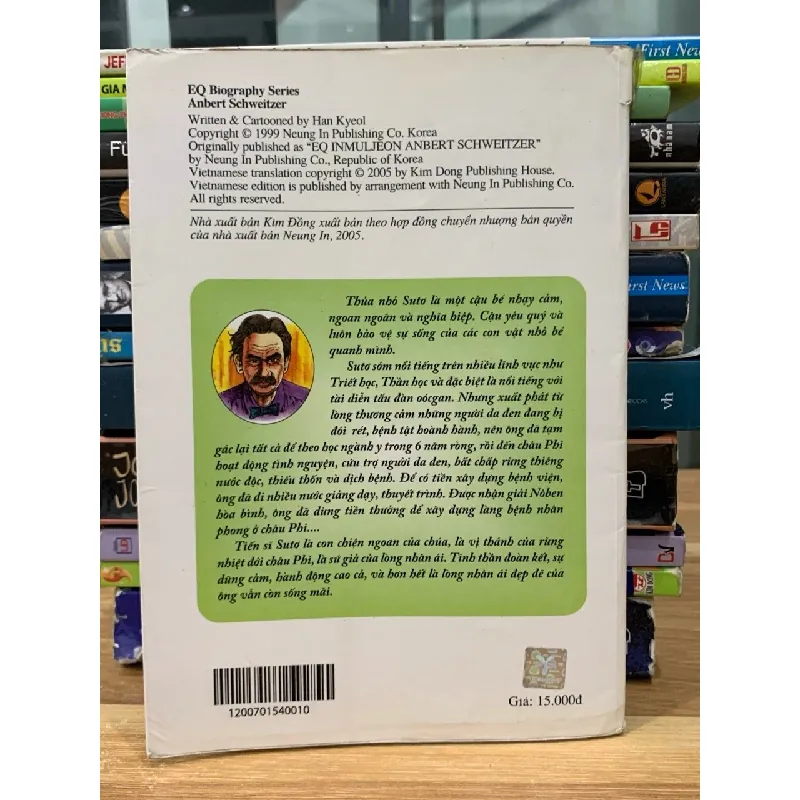 EQ Biography Series
Anbert Schweitzer
Written & Cartooned by Han Kyeol
Copyright © 1999 Neung In Publishing Co. Korea
Originally published as "EQ INMULJEON ANBERT SCHWEITZER"
by Neung In Publishing Co., Republic of Korea
Vietnamese translation copyright © 2005 by Kim Dong Publishing House.
Vietnamese edition is published by arrangement with Neung In Publishing Co.
All rights reserved.
Nhà xuất bản Kim Đồng xuất bản theo hợp đồng chuyển nhượng bản quyền
của nhà xuất bản Neung In, 2005.
Thủa nhỏ Suto là một cậu bé nhạy cảm,
ngoan ngoãn và nghĩa hiệp. Cậu yêu quý và
luôn bảo vệ sự sống của các con vật nhỏ bé
quanh mình.
Suto sớm nổi tiếng trên nhiều lĩnh vực như
Triết học, Thần học và đặc biệt là nổi tiếng với
tài diễn tấu đàn oócgan. Nhưng xuất phát từ
lòng thương cảm những người da đen đang bị
đói rét, bệnh tật hoành hành, nên ông đã tạm
gác lại tất cả để theo học ngành y trong 6 năm ròng, rồi đến châu Phi
hoạt động tình nguyện, cứu trợ người da đen, bất chấp rừng thiêng
nước độc, thiếu thốn và dịch bệnh. Để có tiền xây dựng bệnh viện,
ông đã đi nhiều nước giảng dạy, thuyết trình. Được nhận giải Nôben
hòa bình, ông đã dùng tiền thưởng để xây dựng làng bệnh nhân
phong ở châu Phi....
Tiến sĩ Suto là con chiên ngoan của chúa, là vị thánh của rừng
nhiệt đới châu Phi, là sứ giả của lòng nhân ái. Tinh thần đoàn kết, sự
dũng cảm, hành động cao cả, và hơn hết là lòng nhân ái đẹp đẽ của
ông vẫn còn sống mãi.
1200701540010
Giá: 15.000đ
JEF
GIA N
First New
nhã nam
LS
rst News
vh